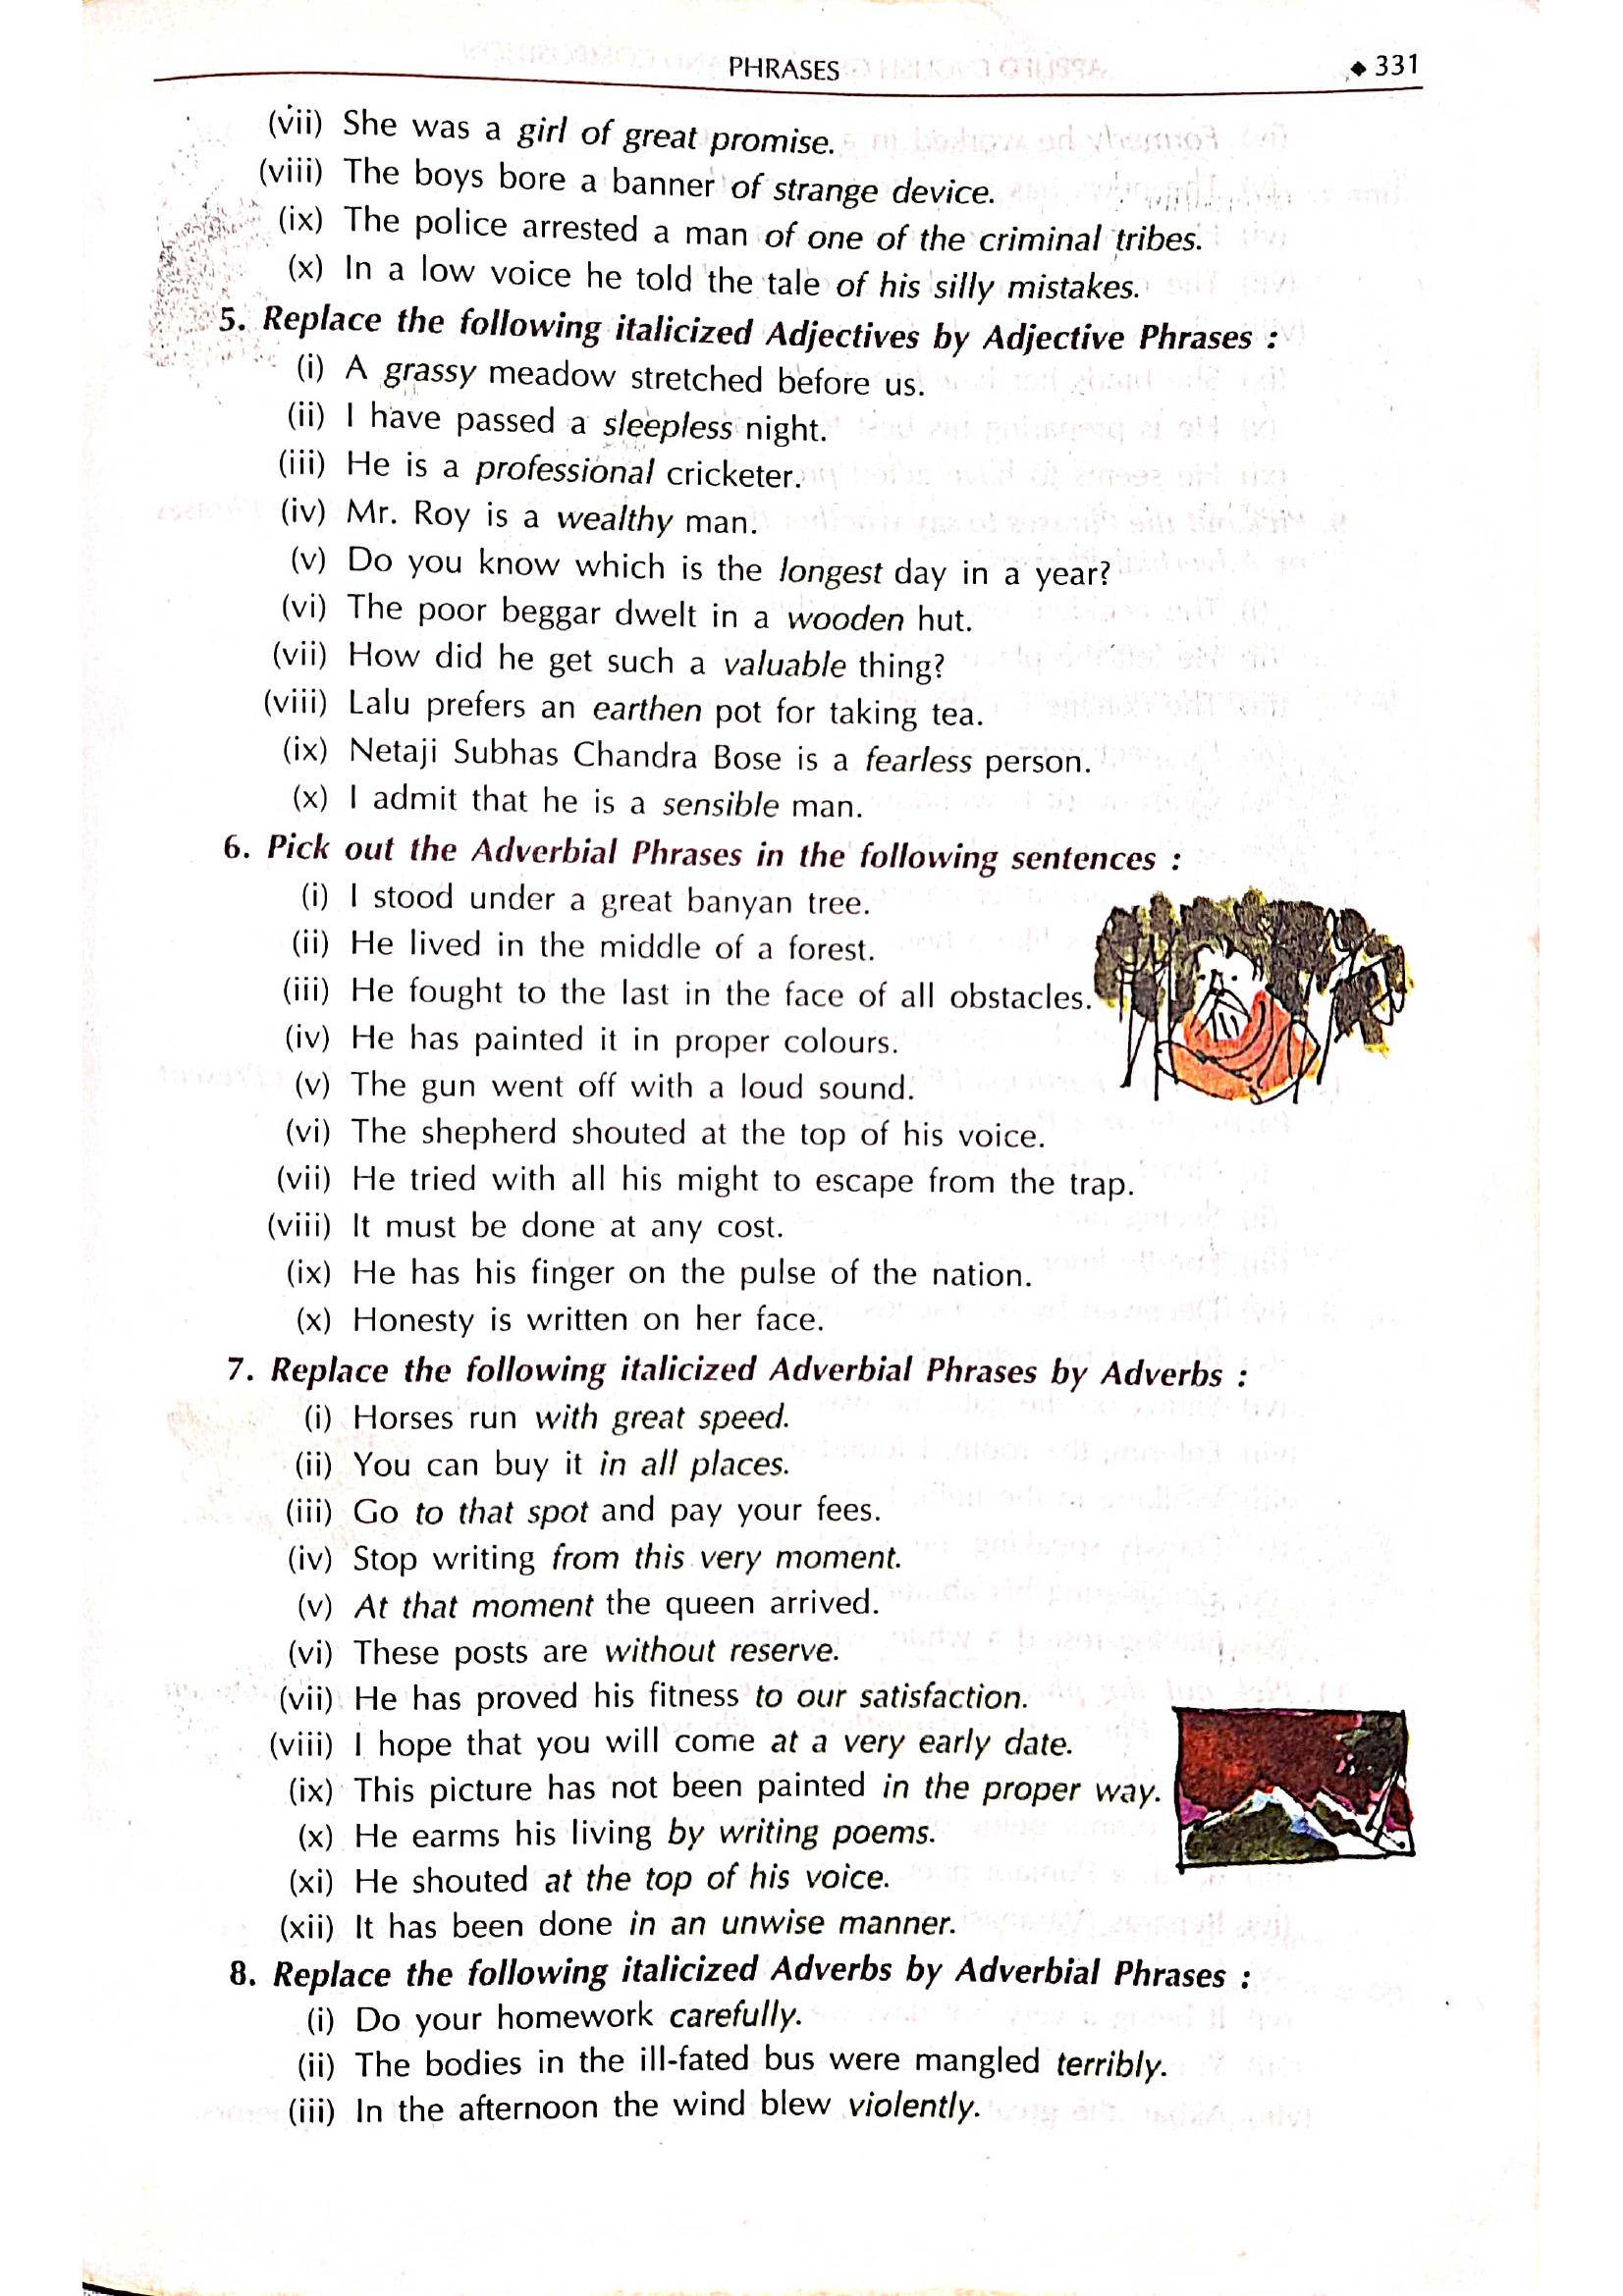 PHRASES ◆ 331
(vii) She was a girl of great promise.
(viii) The boys bore a banner of strange device.
(ix) The police arrested a man of one of the criminal tribes.
(x) In a low voice he told the tale of his silly mistakes.
5. Replace the following italicized Adjectives by Adjective Phrases :
(i) A grassy meadow stretched before us.
(ii) I have passed a sleepless night.
(iii) He is a professional cricketer.
(iv) Mr. Roy is a wealthy man.
(v) Do you know which is the longest day in a year?
(vi) The poor beggar dwelt in a wooden hut.
(vii) How did he get such a valuable thing?
(viii) Lalu prefers an earthen pot for taking tea.
(ix) Netaji Subhas Chandra Bose is a fearless person.
(x) I admit that he is a sensible man.
6. Pick out the Adverbial Phrases in the following sentences :
(i) I stood under a great banyan tree.
(ii) He lived in the middle of a forest.
(iii) He fought to the last in the face of all obstacles.
(iv) He has painted it in proper colours.
(v) The gun went off with a loud sound.
(vi) The shepherd shouted at the top of his voice.
(vii) He tried with all his might to escape from the trap.
(viii) It must be done at any cost.
(ix) He has his finger on the pulse of the nation.
(x) Honesty is written on her face.
7. Replace the following italicized Adverbial Phrases by Adverbs :
(i) Horses run with great speed.
(ii) You can buy it in all places.
(iii) Go to that spot and pay your fees.
(iv) Stop writing from this very moment.
(v) At that moment the queen arrived.
(vi) These posts are without reserve.
(vii) He has proved his fitness to our satisfaction.
(viii) I hope that you will come at a very early date.
(ix) This picture has not been painted in the proper way.
(x) He earms his living by writing poems.
(xi) He shouted at the top of his voice.
(xii) It has been done in an unwise manner.
8. Replace the following italicized Adverbs by Adverbial Phrases :
(i) Do your homework carefully.
(ii) The bodies in the ill-fated bus were mangled terribly.
(iii) In the afternoon the wind blew violently.